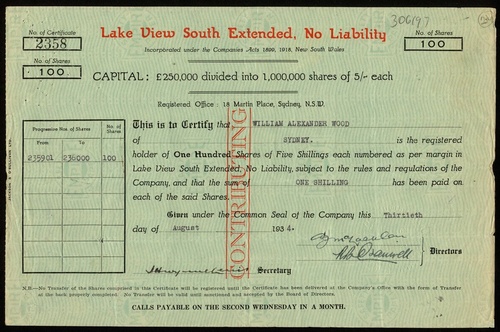 306197
Lake View South Extended, No Liability
No. of Certificate
2358
Incorporated under the Companies Acts 1899, 1918, New South Wales
No. of Shares
100
No. of Shares
100
CAPITAL: £250,000 divided into 1,000,000 shares of 5/- each
Registered Office: 18 Martin Place, Sydney, N.S.W.
Progressive Nos. of Shares
No. of Shares
From
To
235901
236000
100
This is to Certify that WILLIAM ALEXANDER WOOD
of SYDNEY. is the registered
holder of One Hundred Shares of Five Shillings each numbered as per margin in
Lake View South Extended, No Liability, subject to the rules and regulations of the
Company, and that the sum of ONE SHILLING has been paid on
each of the said Shares.
Given under the Common Seal of the Company this Thirtieth
day of August 1934.
CONTRIBUTING
Directors
Secretary
N.B.—No Transfer of the Shares comprised in this Certificate will be registered until this Certificate has been delivered at the Company's Office with the form of Transfer
at the back properly completed. No Transfer will be valid until mentioned and accepted by the Board of Directors.
CALLS PAYABLE ON THE SECOND WEDNESDAY IN A MONTH.